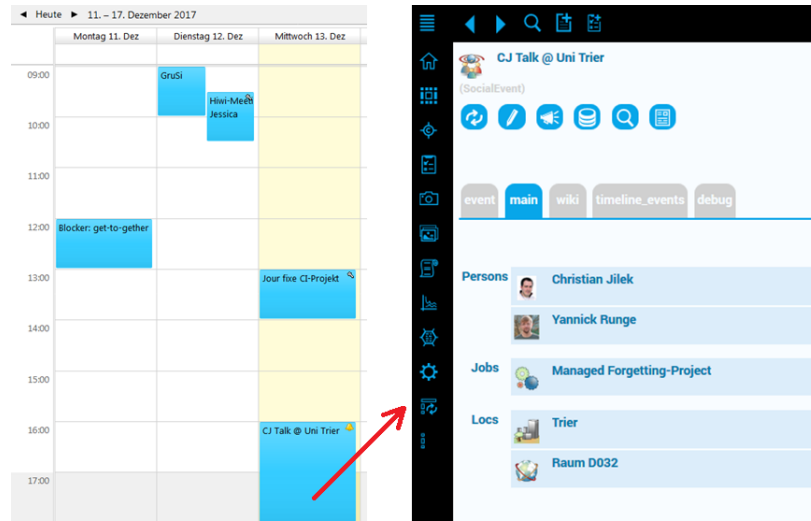 ◄ Heute ► 11. – 17. Dezember 2017
Montag 11. Dez Dienstag 12. Dez Mittwoch 13. Dez
09:00
10:00
11:00
12:00
13:00
14:00
15:00
16:00
17:00
GruSi
Hiwi-Meeti
Jessica
Blocker: get-to-gether
Jour fixe CI-Projekt
CJ Talk @ Uni Trier
CJ Talk @ Uni Trier
(SocialEvent)
event main wiki timeline_events debug
Persons Christian Jilek
Yannick Runge
Jobs Managed Forgetting-Project
Locs Trier
Raum D032